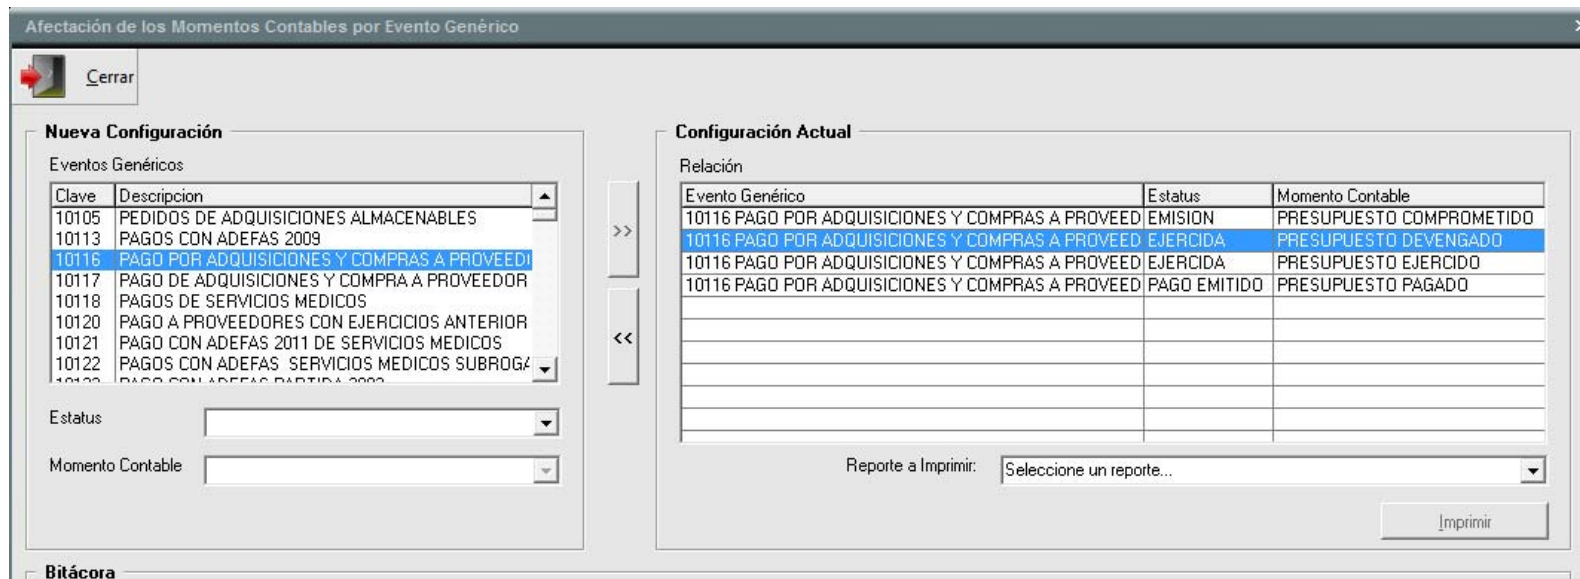 Afectación de los Momentos Contables por Evento Genérico
Cerrar
Nueva Configuración
Eventos Genéricos
Clave Descripcion
10105 PEDIDOS DE ADQUISICIONES ALMACENABLES
10113 PAGOS CON ADEFAS 2009
10116 PAGO POR ADQUISICIONES Y COMPRAS A PROVEEDI
10117 PAGO DE ADQUISICIONES Y COMPRA A PROVEEDOR
10118 PAGOS DE SERVICIOS MEDICOS
10120 PAGO A PROVEEDORES CON EJERCICIOS ANTERIOR
10121 PAGO CON ADEFAS 2011 DE SERVICIOS MEDICOS
10122 PAGOS CON ADEFAS SERVICIOS MEDICOS SUBROGA
PAGO CON ADEFAS PARTIDA
Estatus
Momento Contable
>>
<<
Configuración Actual
Relación
Evento Genérico Estatus Momento Contable
10116 PAGO POR ADQUISICIONES Y COMPRAS A PROVEED EMISION PRESUPUESTO COMPROMETIDO
10116 PAGO POR ADQUISICIONES Y COMPRAS A PROVEED EJERCIDA PRESUPUESTO DEVENGADO
10116 PAGO POR ADQUISICIONES Y COMPRAS A PROVEED EJERCIDA PRESUPUESTO EJERCIDO
10116 PAGO POR ADQUISICIONES Y COMPRAS A PROVEED PAGO EMITIDO PRESUPUESTO PAGADO
Reporte a Imprimir: Seleccione un reporte...
Imprimir
Bitácora